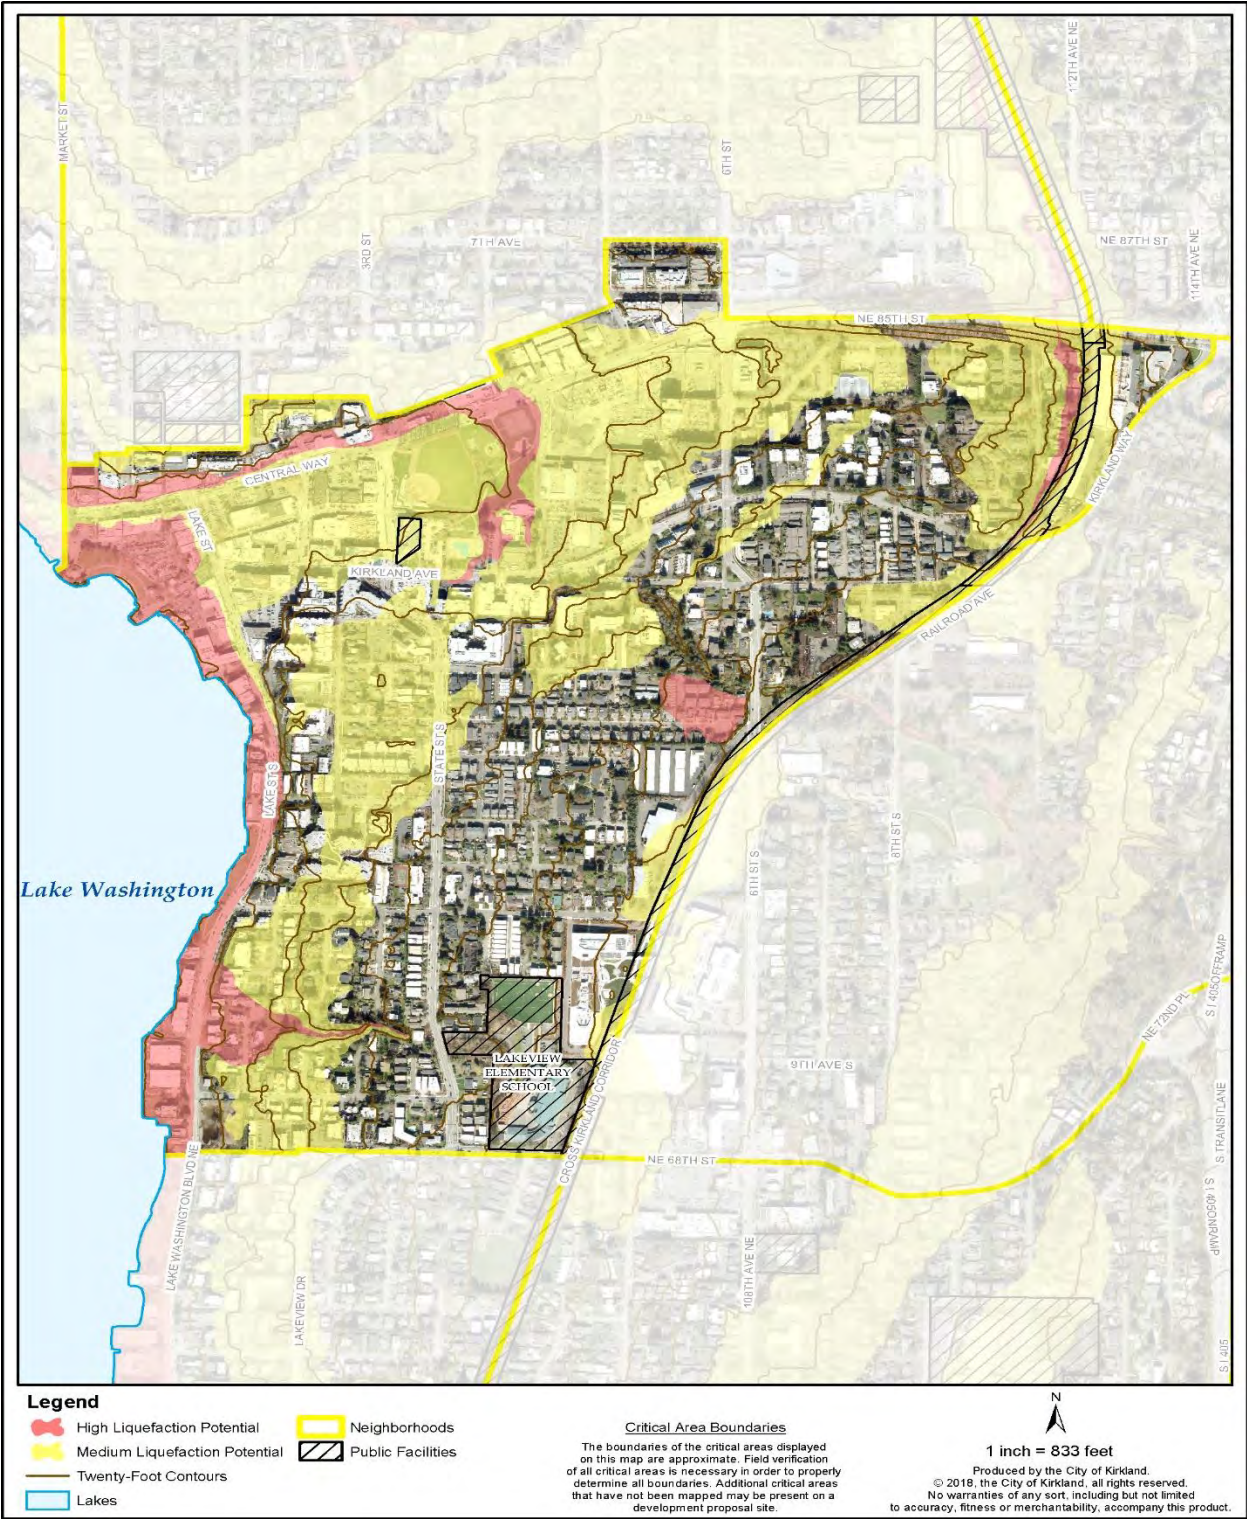 MARKET ST
112TH AVE NE
6TH ST
3RD ST
7TH AVE
NE 87TH ST
114TH AVE NE
NE 85TH ST
CENTRAL WAY
LAKE ST
KIRKLAND WAY
KIRKLAND AVE
RAILROAD AVE
STATE ST S
LAKE ST S
6TH ST S
8TH ST S
Lake Washington
S I 405OFFRAMP
NE 72ND PL
LAKEVIEW
ELEMENTARY
SCHOOL
9TH AVE S
CROSS KIRKLAND CORRIDOR
S TRANSITLANE
NE 68TH ST
LAKE WASHINGTON BLVD NE
S I 405ONRAMP
108TH AVE NE
LAKEVIEW DR
S I 405
Legend
High Liquefaction Potential
Medium Liquefaction Potential
Twenty-Foot Contours
Lakes
Neighborhoods
Public Facilities
Critical Area Boundaries
The boundaries of the critical areas displayed
on this map are approximate. Field verification
of all critical areas is necessary in order to properly
determine all boundaries. Additional critical areas
that have not been mapped may be present on a
development proposal site.
N
1 inch = 833 feet
Produced by the City of Kirkland.
© 2018, the City of Kirkland, all rights reserved.
No warranties of any sort, including but not limited
to accuracy, fitness or merchantability, accompany this product.